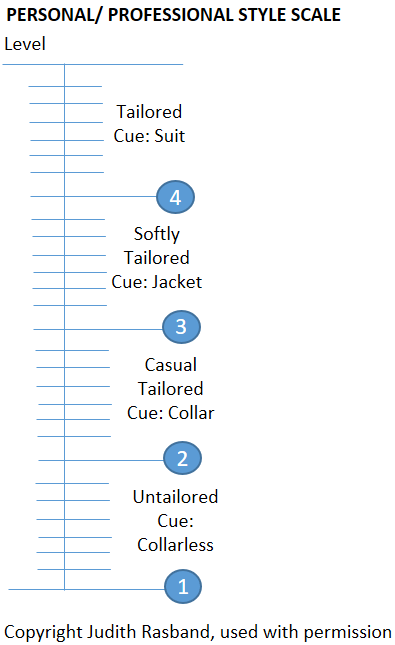 PERSONAL/ PROFESSIONAL STYLE SCALE
Level
Tailored
Cue: Suit
4
Softly
Tailored
Cue: Jacket
3
Casual
Tailored
Cue: Collar
2
Untailored
Cue:
Collarless
1
Copyright Judith Rasband, used with permission